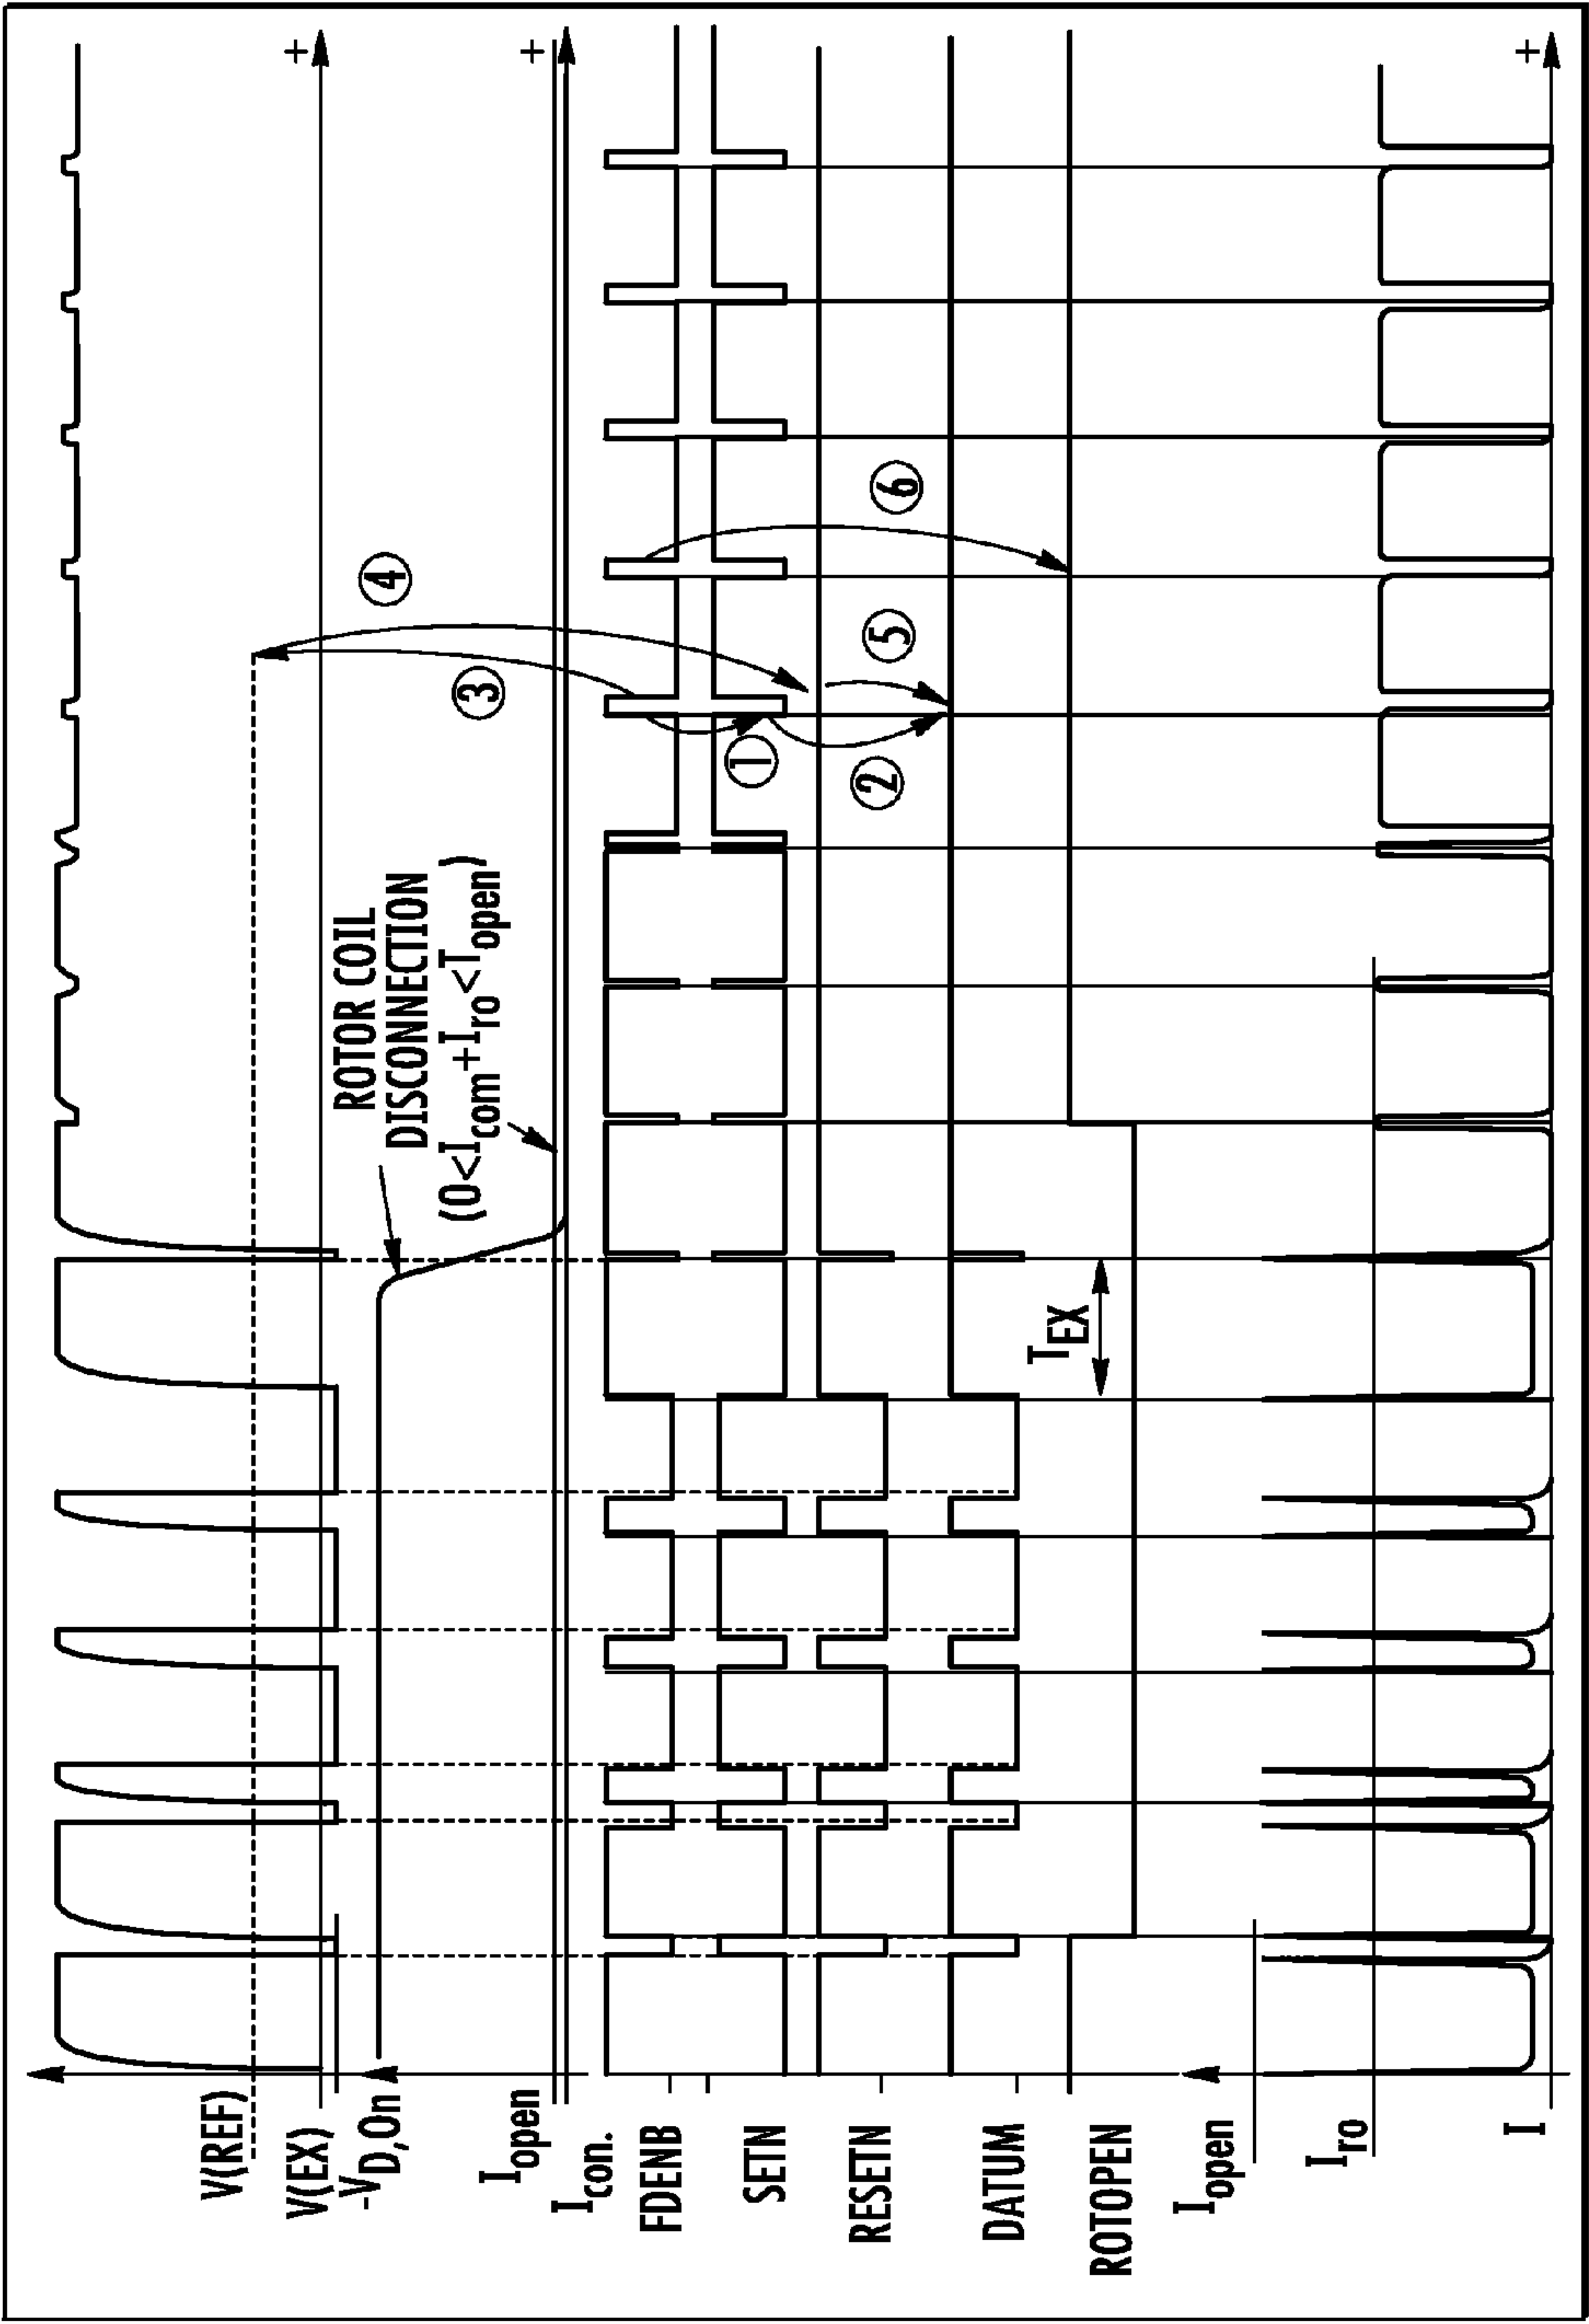 V(REF)
V(EX)
-V_D,On
I_open
I_con.
FDENB
SETN
RESETN
DATUM
ROTOPEN
I_open
I_ro
I
ROTOR COIL
DISCONNECTION
(0<I_com+I_ro<T_open)
T_EX
1
2
3
4
5
6
+
+
+